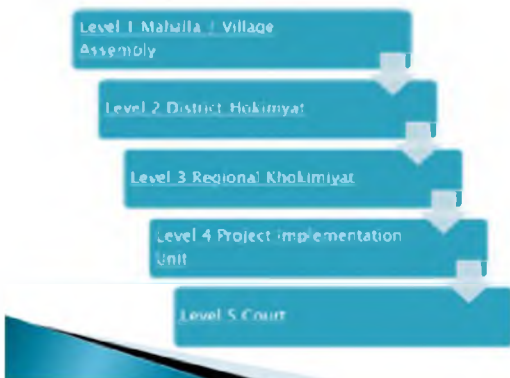 Level 1 Mahalla / Village
Assembly
Level 2 District Hokimyat
Level 3 Regional Khokimiyat
Level 4 Project Implementation
Unit
Level 5 Court